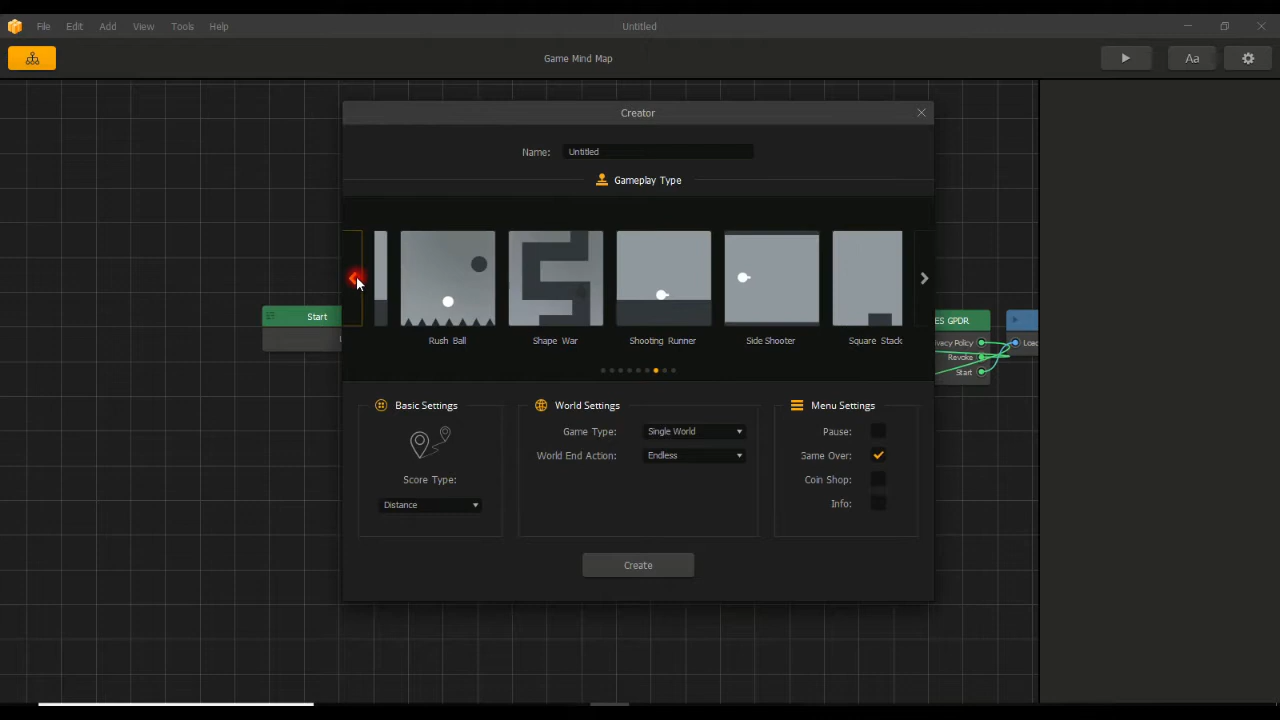 File Edit Add View Tools Help Untitled
Game Mind Map
Aa
Creator
Name: Untitled
Gameplay Type
Start
ES GPDR
ivacy Policy
Load
Revoke
Start
Rush Ball Shape War Shooting Runner Side Shooter Square Stack
Basic Settings World Settings Menu Settings
Game Type: Single World Pause:
World End Action: Endless Same Over:
Score Type: Coin Shop:
Distance Info:
Create